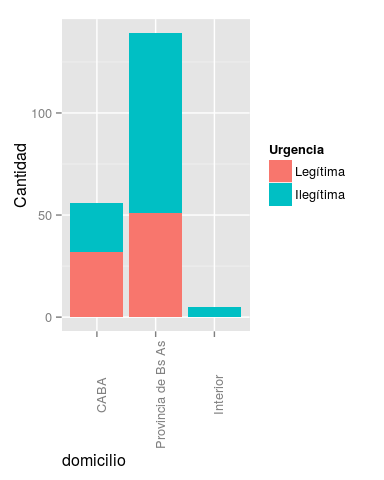 Cantidad
100
50
0
CABA
Provincia de Bs As
Interior
domicilio
Urgencia
Legítima
Ilegítima